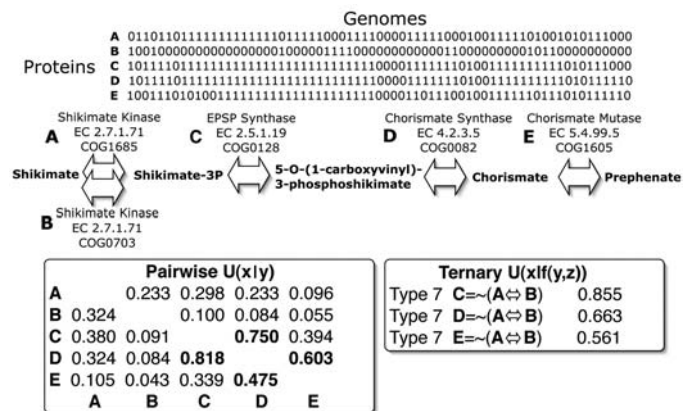 Genomes
Proteins
A 01101101111111111111011111000111100001111100010011111010010101111000
B 10010000000000000000100000111100000000000011000000000010110000000000
C 10111101111111111111111111111110000111111010011111111111110101111000
D 10111101111111111111111111111110000111111010011111111110110101111110
E 10011101010011111111111111111111000011011100100111111101110101111110
A Shikimate Kinase
EC 2.7.1.71
COG1685
C EPSP Synthase
EC 2.5.1.19
COG0128
D Chorismate Synthase
EC 4.2.3.5
COG0082
E Chorismate Mutase
EC 5.4.99.5
COG1605
Shikimate
Shikimate-3P
5-O-(1-carboxyvinyl)-
3-phosphoshikimate
Chorismate
Prephenate
B Shikimate Kinase
EC 2.7.1.71
COG0703
Pairwise U(x|y)
A 0.233 0.298 0.233 0.096
B 0.324 0.100 0.084 0.055
C 0.380 0.091 0.750 0.394
D 0.324 0.084 0.818 0.603
E 0.105 0.043 0.339 0.475
A B C D E
Ternary U(x|f(y,z))
Type 7 C=~(A⇔B) 0.855
Type 7 D=~(A⇔B) 0.663
Type 7 E=~(A⇔B) 0.561